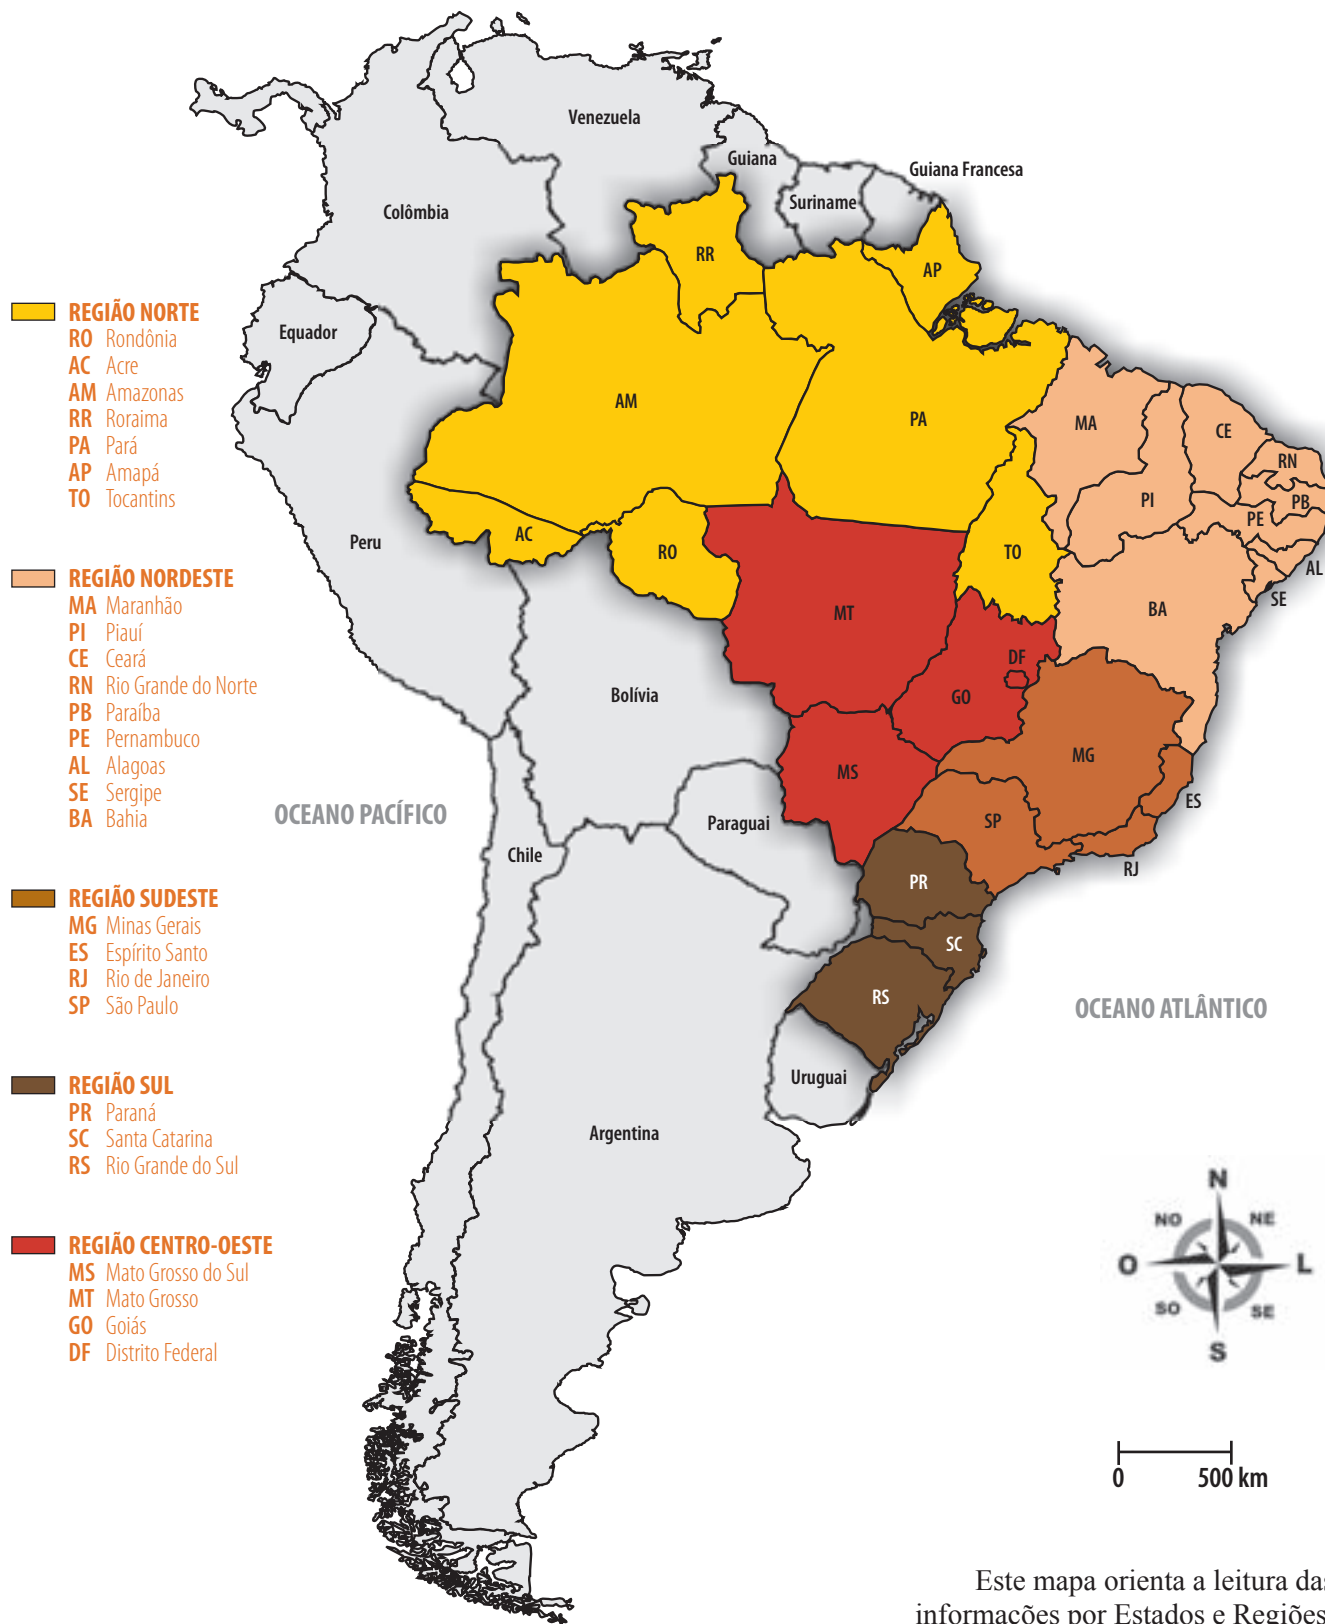 Venezuela
Guiana
Guiana Francesa
Suriname
Colômbia
RR
AP
Equador
AM
PA
MA
CE
RN
PI
PB
PE
AC
RO
TO
AL
SE
BA
Peru
MT
DF
GO
Bolívia
MG
MS
ES
SP
RJ
Paraguai
Chile
PR
SC
RS
Uruguai
Argentina
OCEANO PACÍFICO
OCEANO ATLÂNTICO
REGIÃO NORTE
RO Rondônia
AC Acre
AM Amazonas
RR Roraima
PA Pará
AP Amapá
TO Tocantins
REGIÃO NORDESTE
MA Maranhão
PI Piauí
CE Ceará
RN Rio Grande do Norte
PB Paraíba
PE Pernambuco
AL Alagoas
SE Sergipe
BA Bahia
REGIÃO SUDESTE
MG Minas Gerais
ES Espírito Santo
RJ Rio de Janeiro
SP São Paulo
REGIÃO SUL
PR Paraná
SC Santa Catarina
RS Rio Grande do Sul
REGIÃO CENTRO-OESTE
MS Mato Grosso do Sul
MT Mato Grosso
GO Goiás
DF Distrito Federal
N
NO NE
O L
SO SE
S
0 500 km
Este mapa orienta a leitura das
informações por Estados e Regiões.